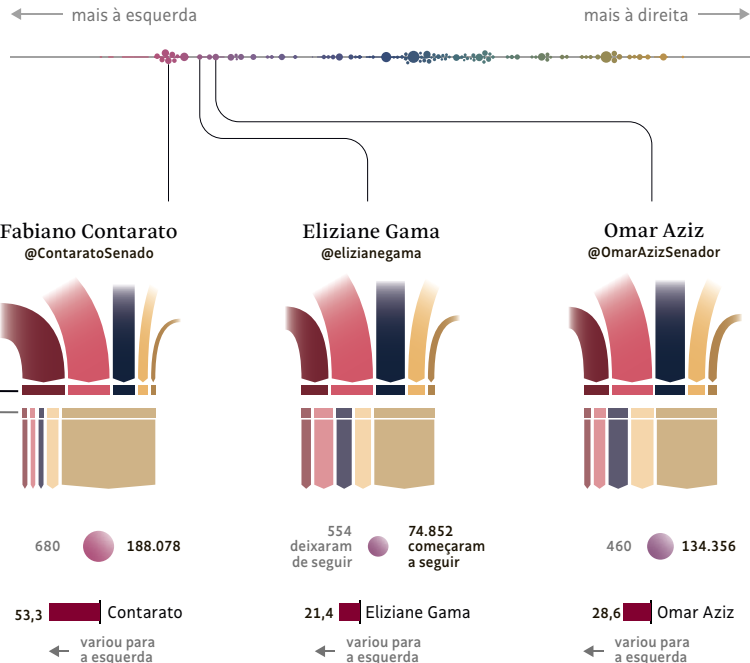 mais à esquerda
mais à direita
Fabiano Contarato
@ContaratoSenado
Eliziane Gama
@elizianegama
Omar Aziz
@OmarAzizSenador
680
188.078
554
deixaram
de seguir
74.852
começaram
a seguir
460
134.356
53,3
Contarato
21,4
Eliziane Gama
28,6
Omar Aziz
variou para
a esquerda
variou para
a esquerda
variou para
a esquerda